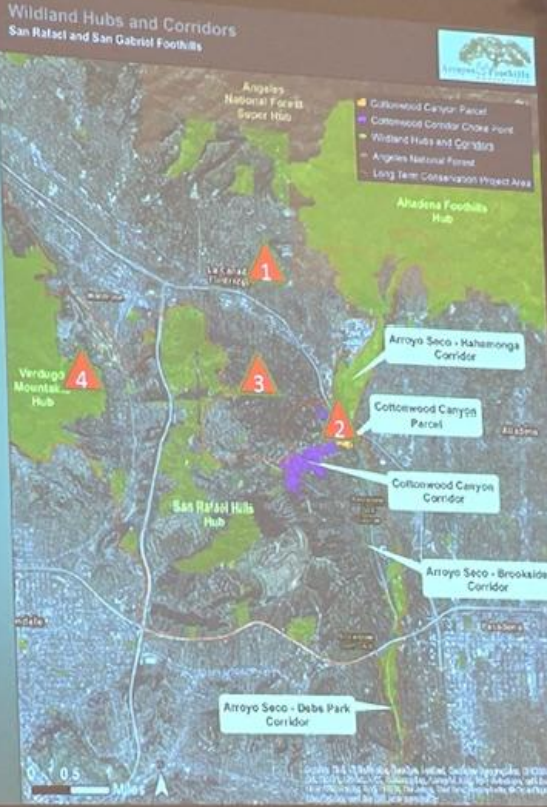 Wildland Hubs and Corridors
San Rafael and San Gabriel Foothills
Arroyos
Foothills
Angeles
National Forest
Super Hub
Cottonwood Canyon Parcel
Cottonwood Corridor Choke Point
Wildland Hubs and Corridors
Angeles National Forest
Long Term Conservation Project Area
Altadena Foothills
Hub
1
Arroyo Seco - Hahamonga
Corridor
Verdugo
Hub
4
3
2
Cottonwood Canyon
Parcel
Altadena
Cottonwood Canyon
Corridor
San Rafael Hills
Hub
Arroyo Seco - Brookside
Corridor
Pasadena
Arroyo Seco - Debs Park
Corridor
0 0.5
Miles